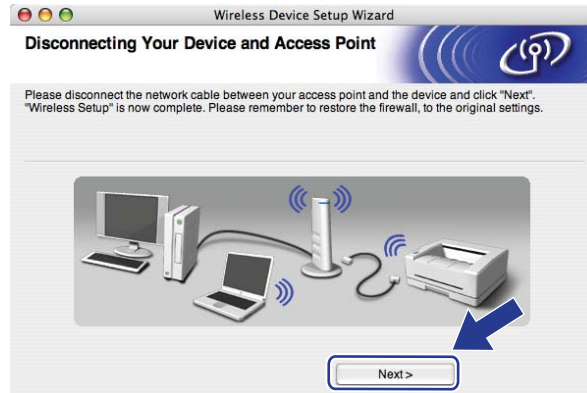 Wireless Device Setup Wizard
Disconnecting Your Device and Access Point
Please disconnect the network cable between your access point and the device and click "Next".
"Wireless Setup" is now complete. Please remember to restore the firewall, to the original settings.
Next >